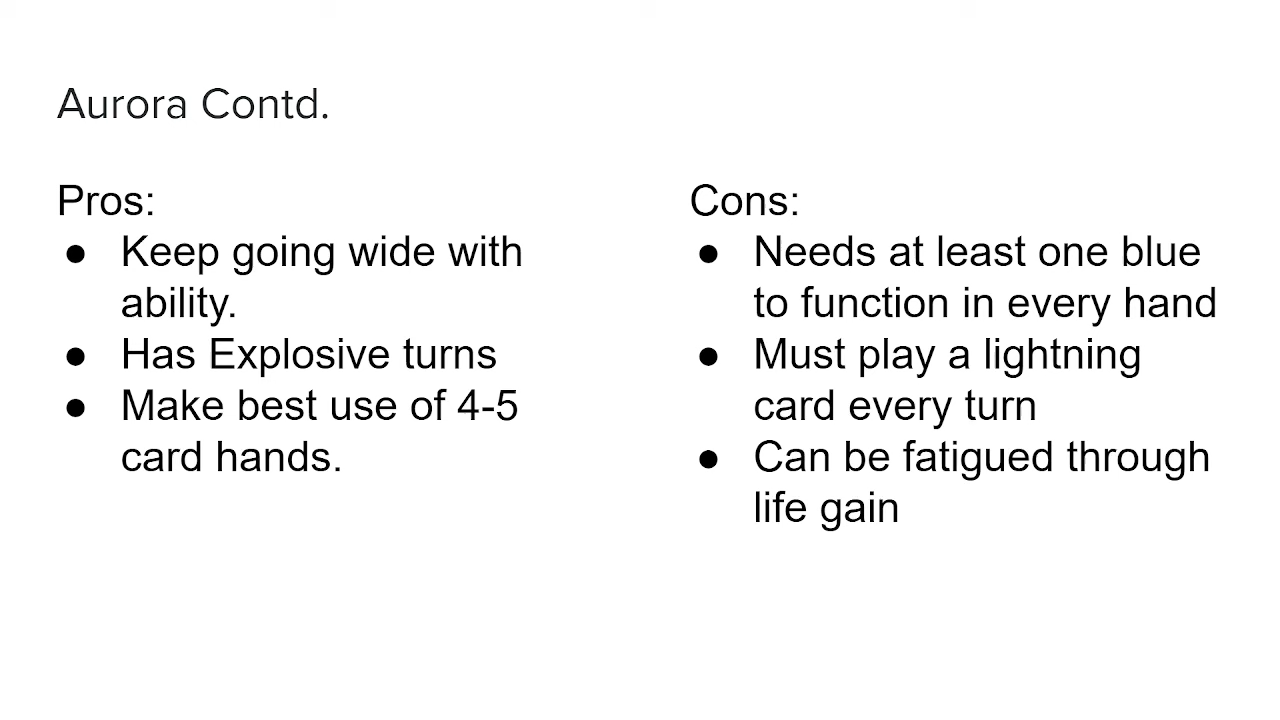 Aurora Contd.
Pros:
● Keep going wide with
ability.
● Has Explosive turns
● Make best use of 4-5
card hands.
Cons:
● Needs at least one blue
to function in every hand
● Must play a lightning
card every turn
● Can be fatigued through
life gain